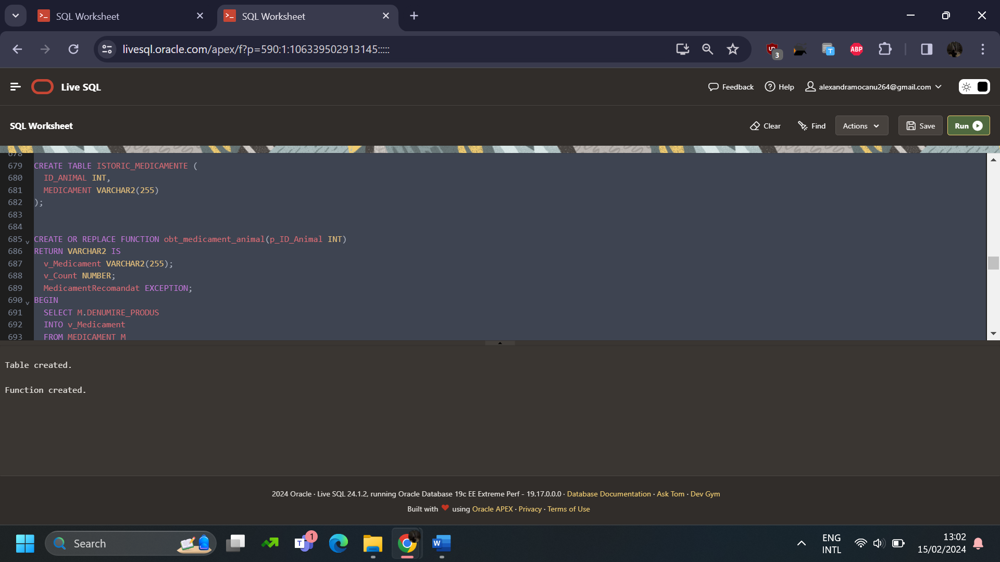 SQL Worksheet
SQL Worksheet
livesql.oracle.com/apex/f?p=590:1:106339502913145:::::
3
ABP
Live SQL
Feedback
Help
alexandramocanu264@gmail.com
SQL Worksheet
Clear
Find
Actions
Save
Run
678
679 CREATE TABLE ISTORIC_MEDICAMENTE (
680 ID_ANIMAL INT,
681 MEDICAMENT VARCHAR2(255)
682 );
683
684
685 CREATE OR REPLACE FUNCTION obt_medicament_animal(p_ID_Animal INT)
686 RETURN VARCHAR2 IS
687 v_Medicament VARCHAR2(255);
688 v_Count NUMBER;
689 MedicamentRecomandat EXCEPTION;
690 BEGIN
691 SELECT M.DENUMIRE_PRODUS
692 INTO v_Medicament
693 FROM MEDICAMENT M
Table created.
Function created.
2024 Oracle · Live SQL 24.1.2, running Oracle Database 19c EE Extreme Perf - 19.17.0.0.0 · Database Documentation · Ask Tom · Dev Gym
Built with ❤ using Oracle APEX · Privacy · Terms of Use
Search
T
1
W
ENG
INTL
13:02
15/02/2024